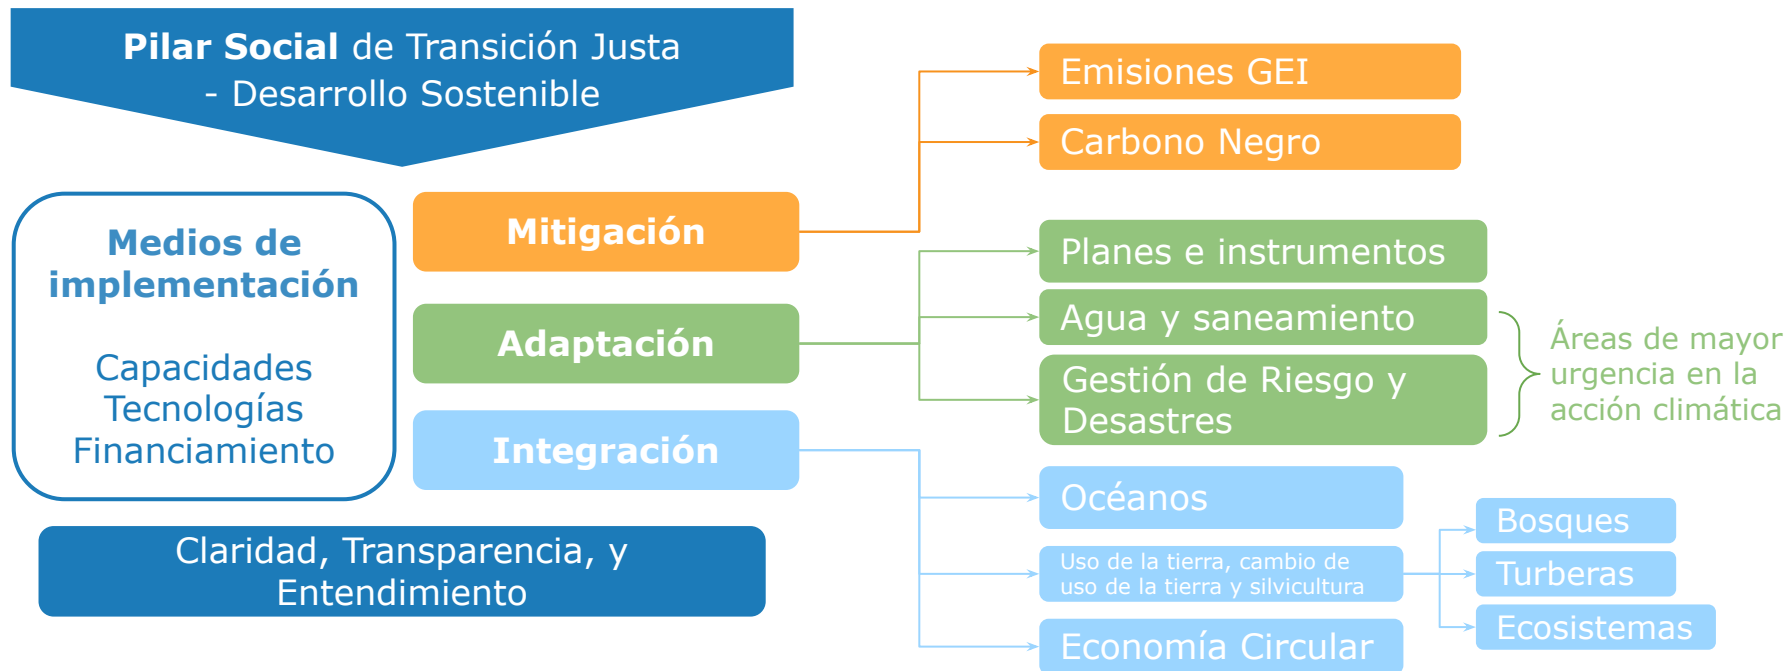 Pilar Social de Transición Justa
- Desarrollo Sostenible
Medios de
implementación
Capacidades
Tecnologías
Financiamiento
Mitigación
Adaptación
Integración
Claridad, Transparencia, y
Entendimiento
Emisiones GEI
Carbono Negro
Planes e instrumentos
Agua y saneamiento
Gestión de Riesgo y
Desastres
Áreas de mayor
urgencia en la
acción climática
Océanos
Uso de la tierra, cambio de
uso de la tierra y silvicultura
Economía Circular
Bosques
Turberas
Ecosistemas